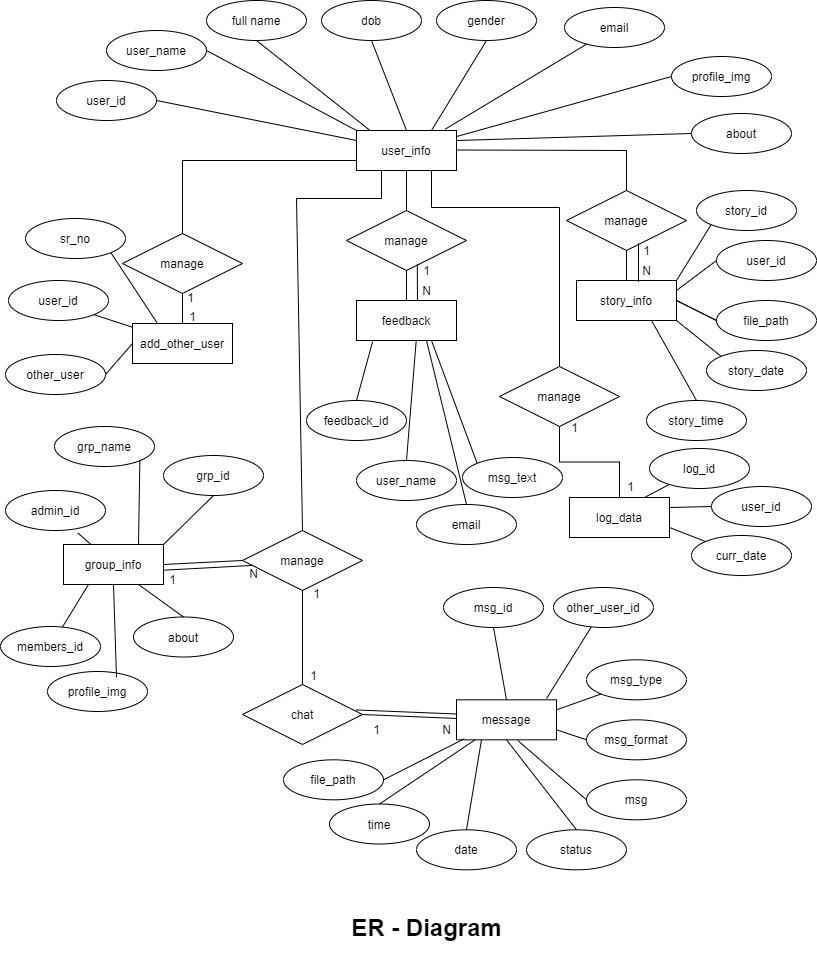 full name
dob
gender
email
user_name
profile_img
user_id
about
user_info
story_id
sr_no
manage
manage
manage
1
user_id
manage
1
N
user_id
1
N
story_info
1
feedback
file_path
add_other_user
other_user
story_date
manage
feedback_id
story_time
1
grp_name
log_id
grp_id
user_name
msg_text
1
admin_id
user_id
log_data
email
curr_date
group_info
manage
N
1
1
msg_id
other_user_id
about
members_id
1
msg_type
profile_img
chat
message
1
N
msg_format
file_path
msg
time
date
status
ER - Diagram